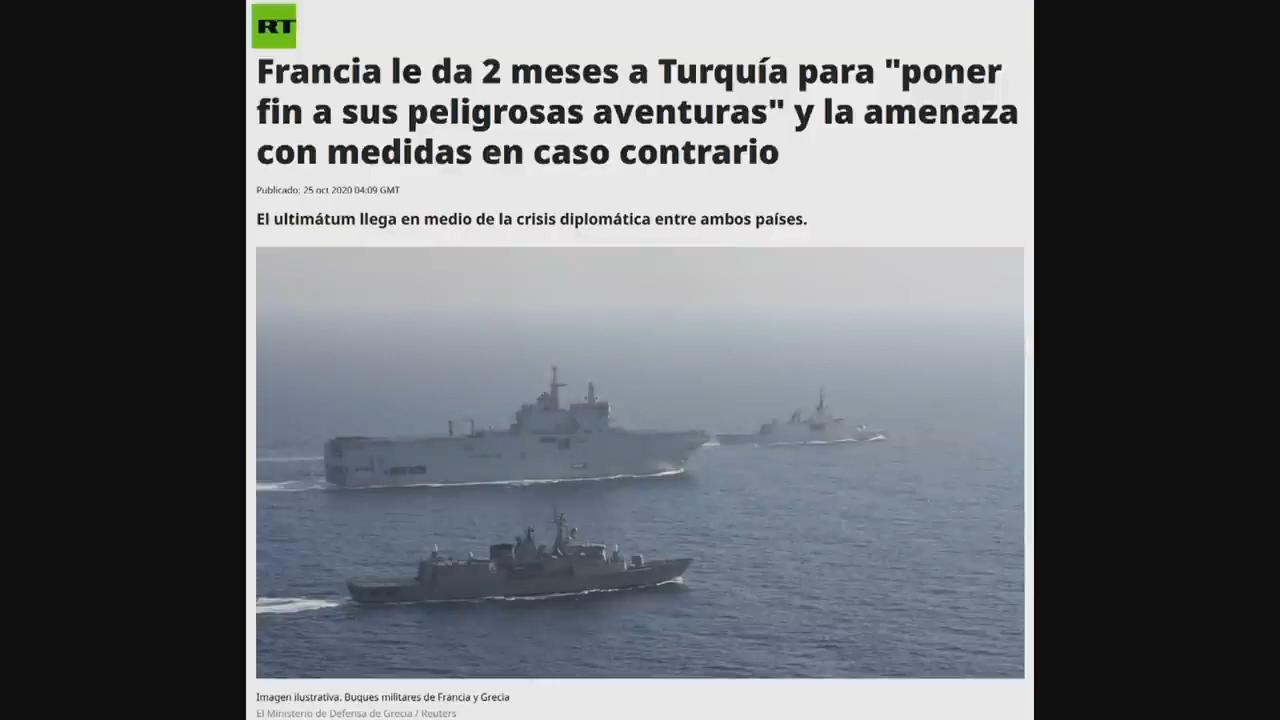 RT
Francia le da 2 meses a Turquía para "poner
fin a sus peligrosas aventuras" y la amenaza
con medidas en caso contrario
Publicado: 25 oct 2020 04:09 GMT
El ultimátum llega en medio de la crisis diplomática entre ambos países.
Imagen ilustrativa. Buques militares de Francia y Grecia
El Ministerio de Defensa de Grecia / Reuters